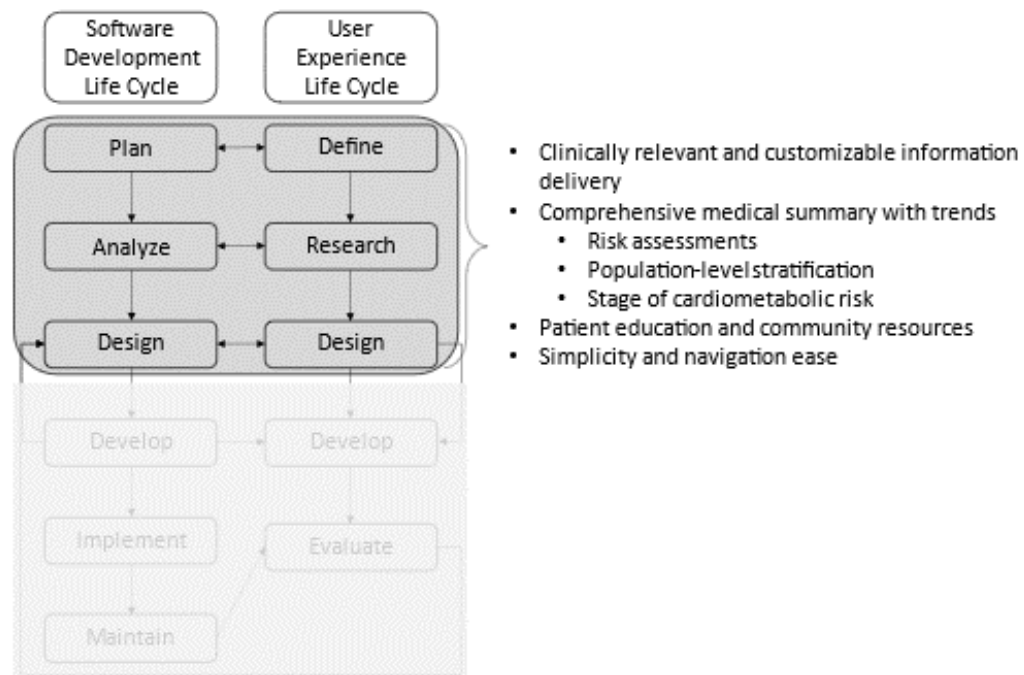 Software
Development
Life Cycle
User
Experience
Life Cycle
Plan
Define
Analyze
Research
Design
Design
Develop
Develop
Implement
Evaluate
Maintain
• Clinically relevant and customizable information
delivery
• Comprehensive medical summary with trends
• Risk assessments
• Population-level stratification
• Stage of cardiometabolic risk
• Patient education and community resources
• Simplicity and navigation ease